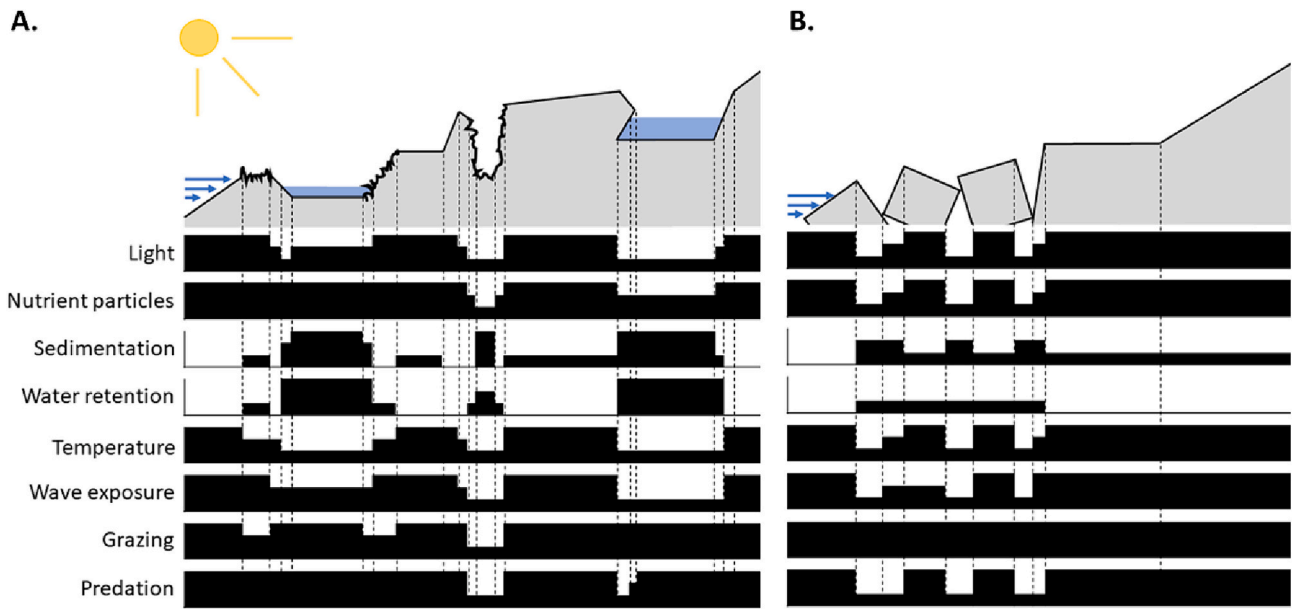 A.
B.
Light
Nutrient particles
Sedimentation
Water retention
Temperature
Wave exposure
Grazing
Predation